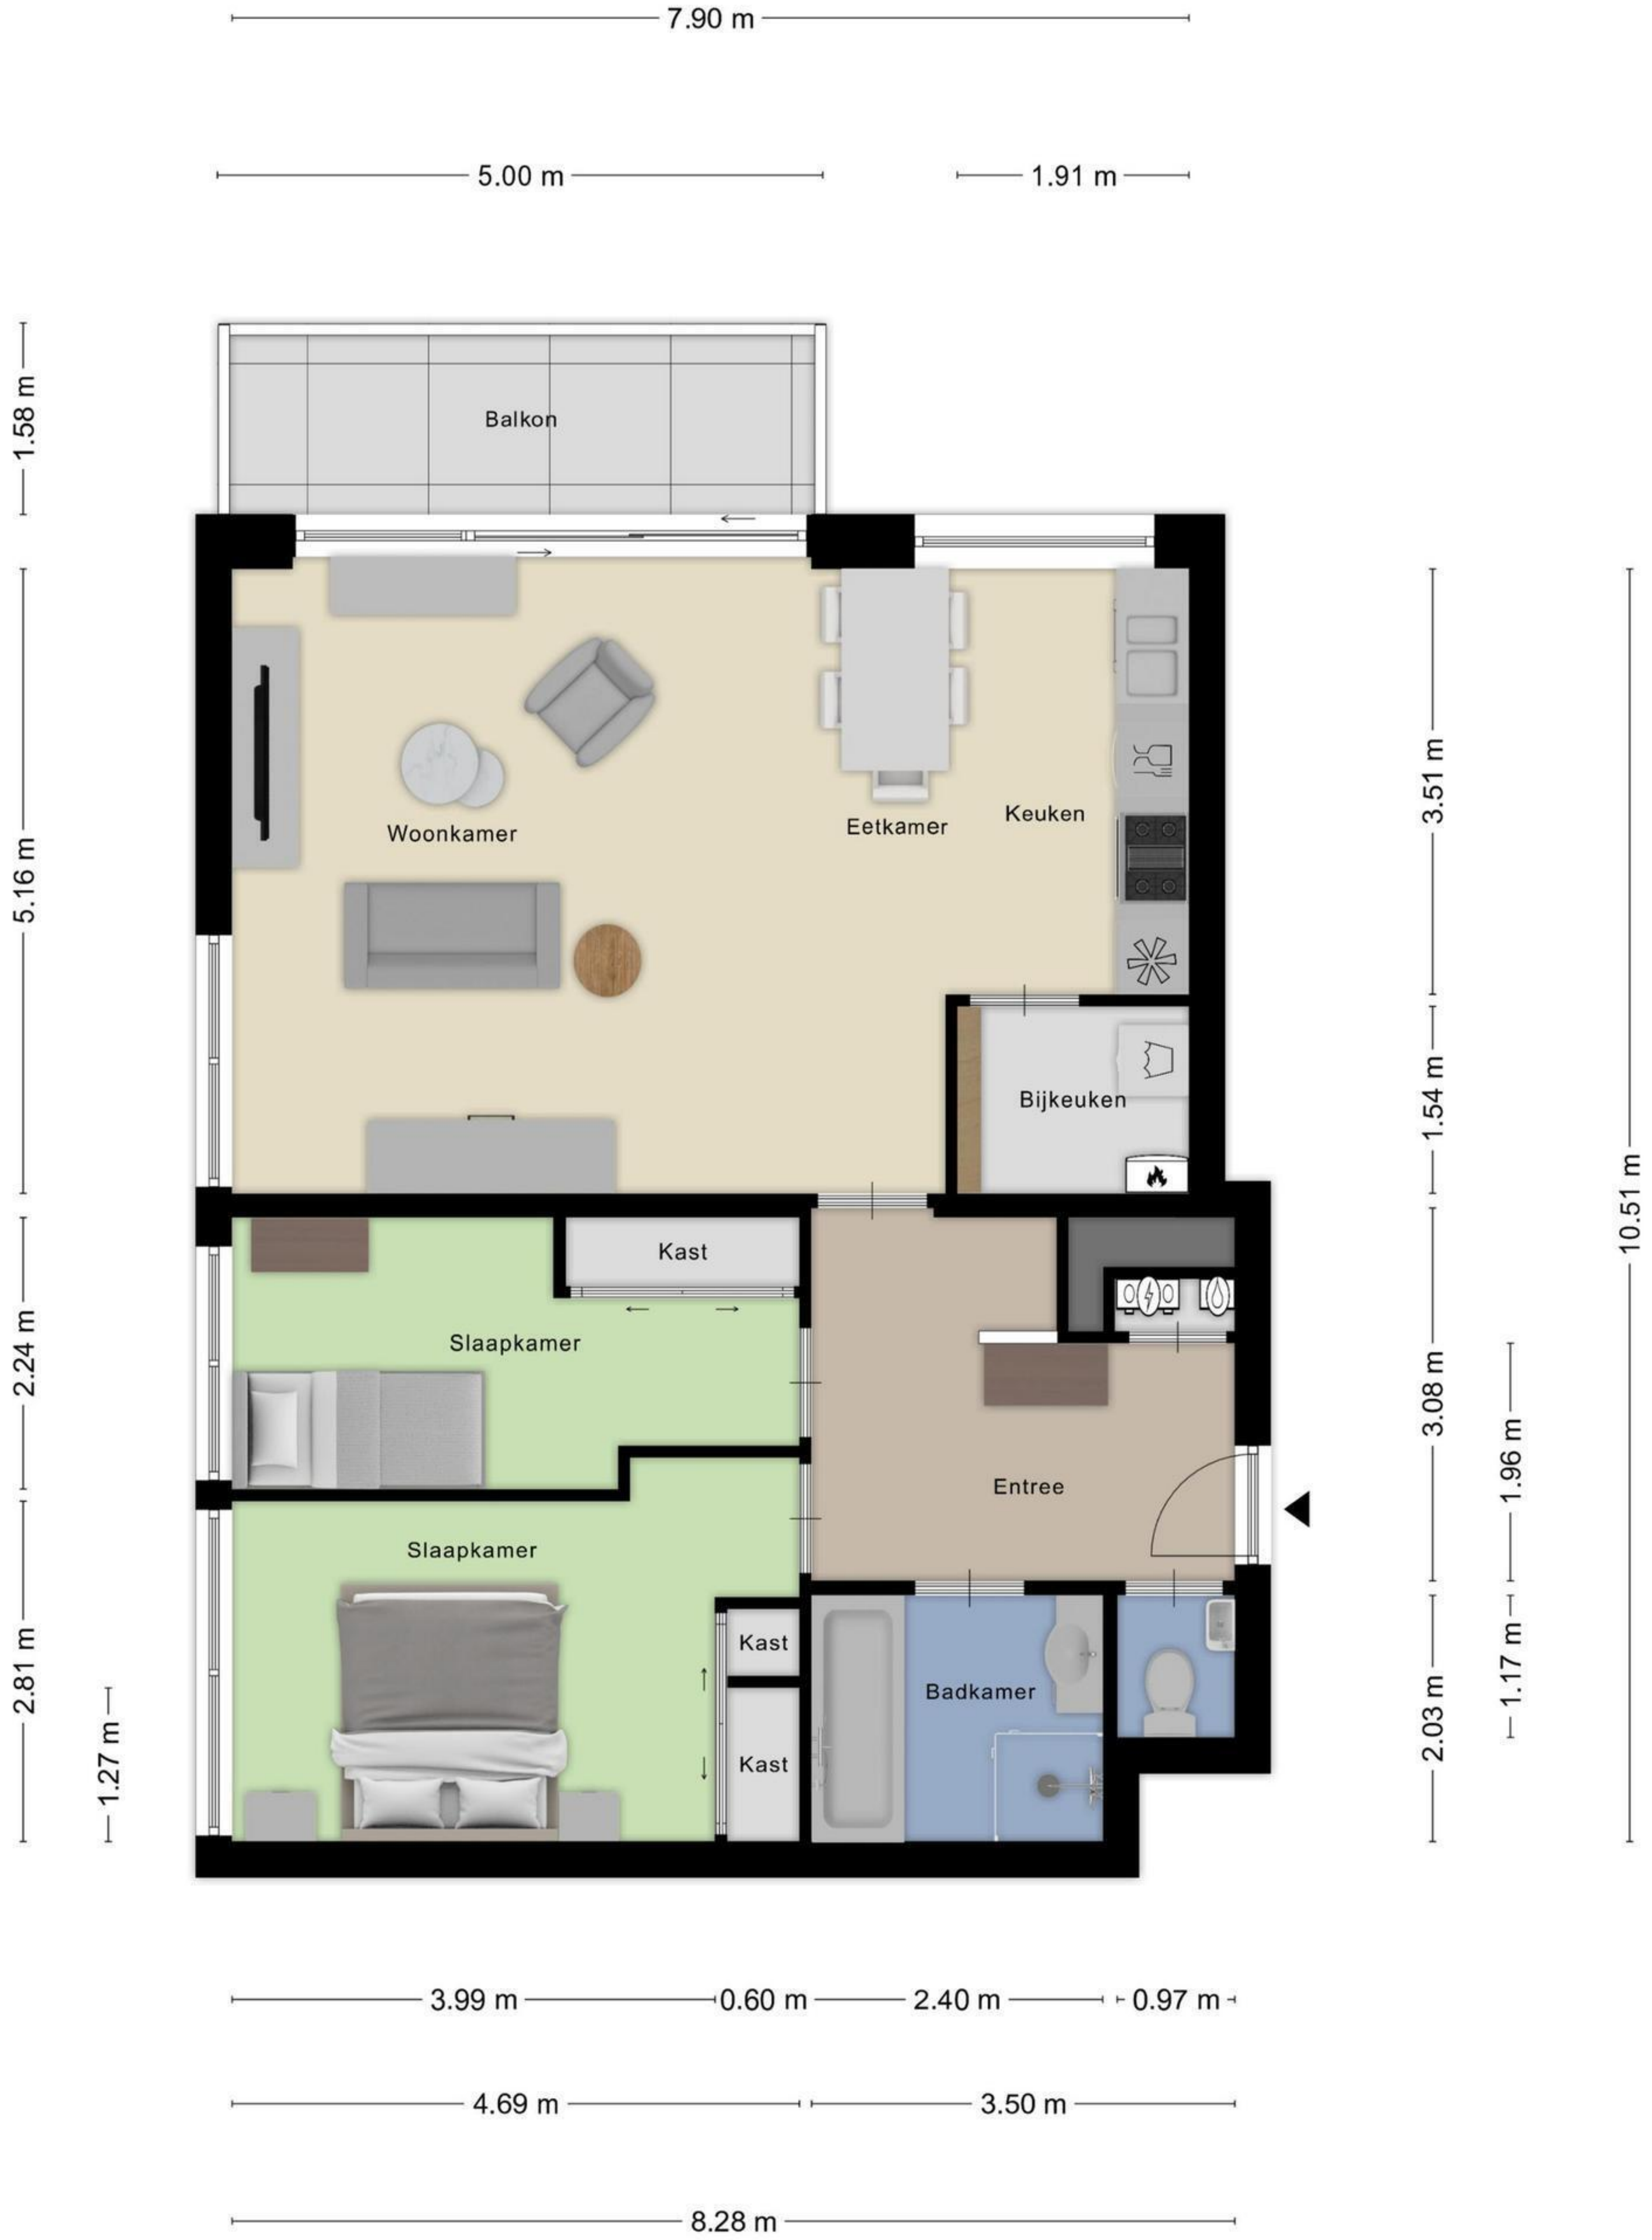 7.90 m
5.00 m
1.91 m
1.58 m
Balkon
5.16 m
Woonkamer
Eetkamer
Keuken
3.51 m
10.51 m
Bijkeuken
1.54 m
Kast
Slaapkamer
2.24 m
3.08 m
Entree
1.96 m
Slaapkamer
2.81 m
1.27 m
Kast
Kast
Badkamer
2.03 m
1.17 m
3.99 m
0.60 m
2.40 m
0.97 m
4.69 m
3.50 m
8.28 m